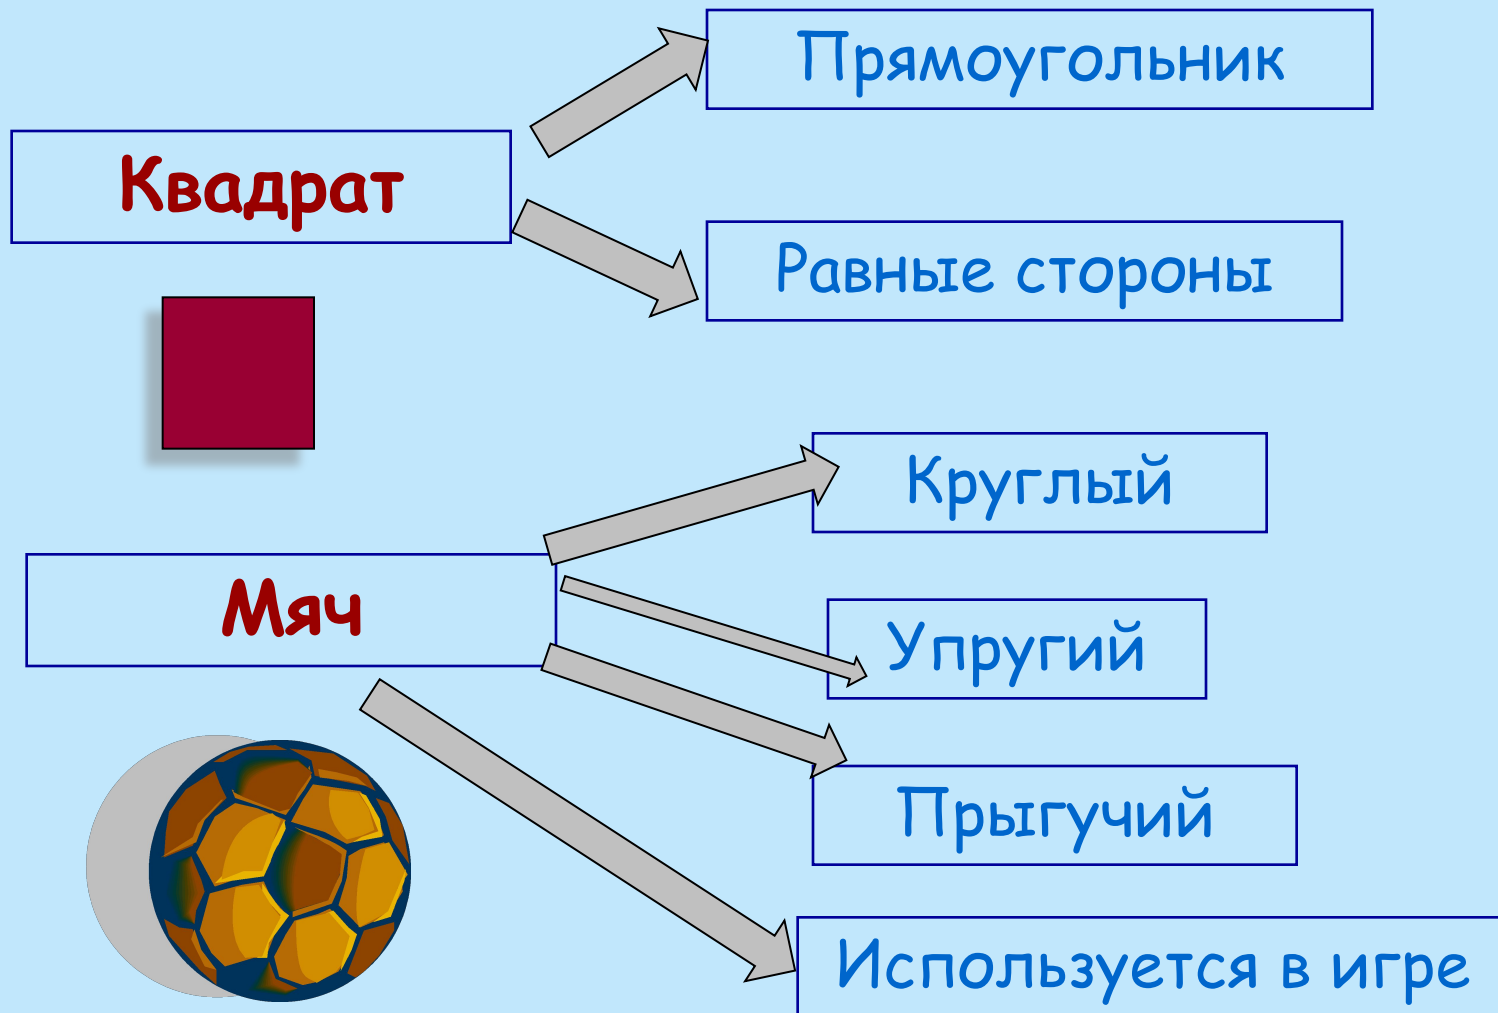 Прямоугольник
Квадрат
Равные стороны
Круглый
Мяч
Упругий
Прыгучий
Используется в игре